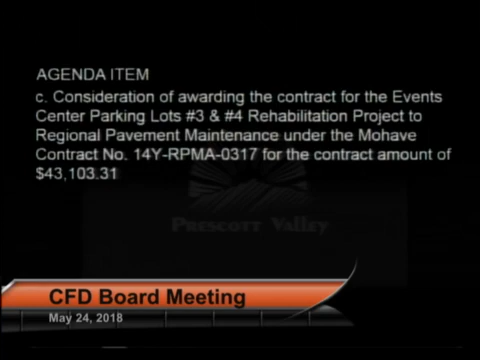 AGENDA ITEM
c. Consideration of awarding the contract for the Events
Center Parking Lots #3 & #4 Rehabilitation Project to
Regional Pavement Maintenance under the Mohave
Contract No. 14Y-RPMA-0317 for the contract amount of
$43,103.31
Prescott Valley
CFD Board Meeting
May 24, 2018